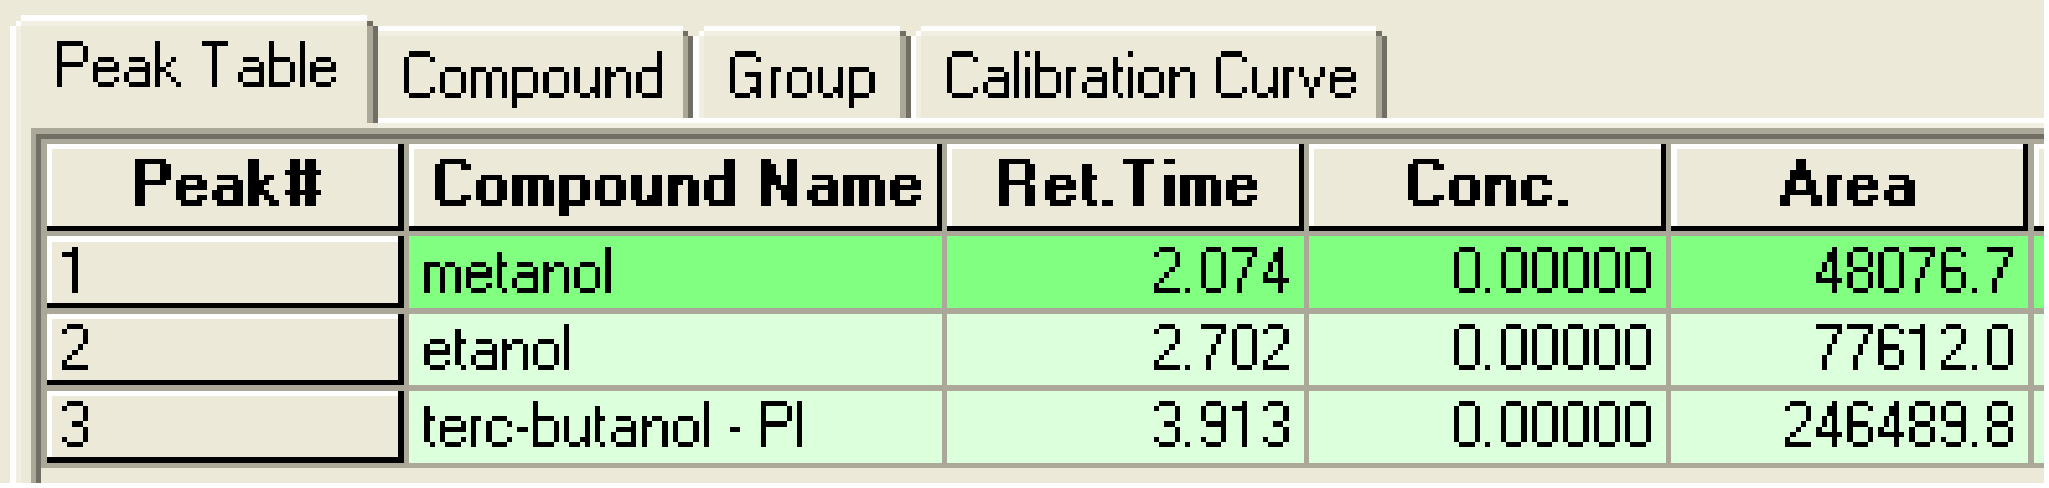 Peak Table Compound Group Calibration Curve
Peak# Compound Name Ret.Time Conc. Area
1 metanol 2.074 0.00000 48076.7
2 etanol 2.702 0.00000 77612.0
3 terc-butanol - PI 3.913 0.00000 246489.8